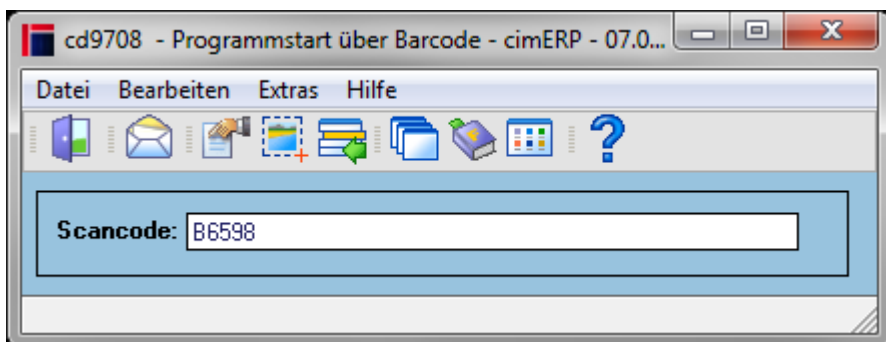 cd9708 - Programmstart über Barcode - cimERP - 07.0...
Datei Bearbeiten Extras Hilfe
Scancode: B6598